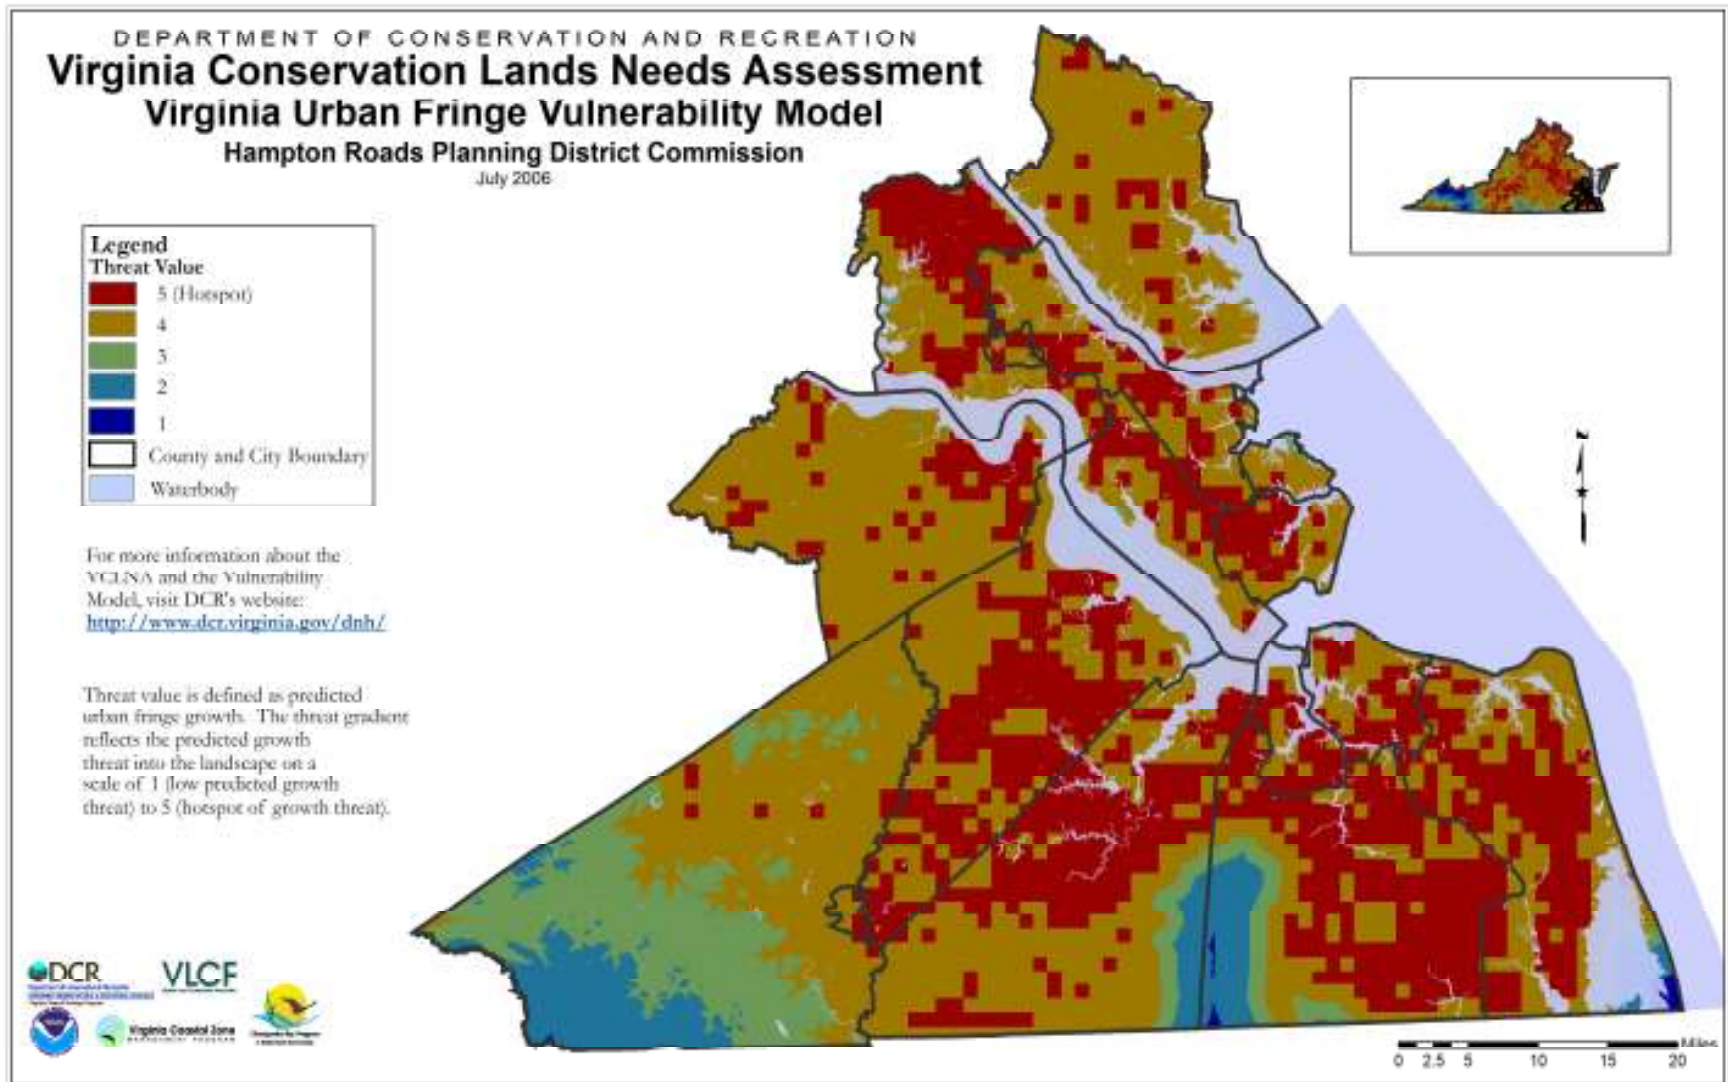 DEPARTMENT OF CONSERVATION AND RECREATION
Virginia Conservation Lands Needs Assessment
Virginia Urban Fringe Vulnerability Model
Hampton Roads Planning District Commission
July 2006
Legend
Threat Value
5 (Hotspot)
4
3
2
1
County and City Boundary
Waterbody
For more information about the
VCLNA and the Vulnerability
Model, visit DCR's website:
http://www.dcr.virginia.gov/dnh/
Threat value is defined as predicted
urban fringe growth. The threat gradient
reflects the predicted growth
threat into the landscape on a
scale of 1 (low predicted growth
threat) to 5 (hotspot of growth threat).
DCR
VLCF
Virginia Coastal Zone
MANAGEMENT PROGRAM
Miles
0 2.5 5 10 15 20